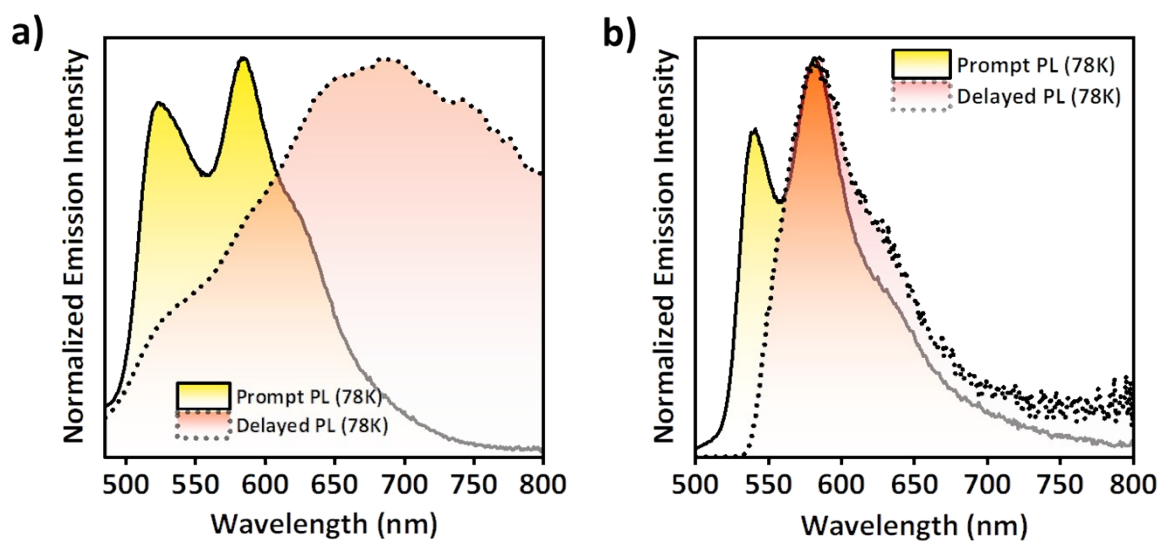 a)
Normalized Emission Intensity
Prompt PL (78K)
Delayed PL (78K)
500 550 600 650 700 750 800
Wavelength (nm)
b)
Normalized Emission Intensity
Prompt PL (78K)
Delayed PL (78K)
500 550 600 650 700 750 800
Wavelength (nm)